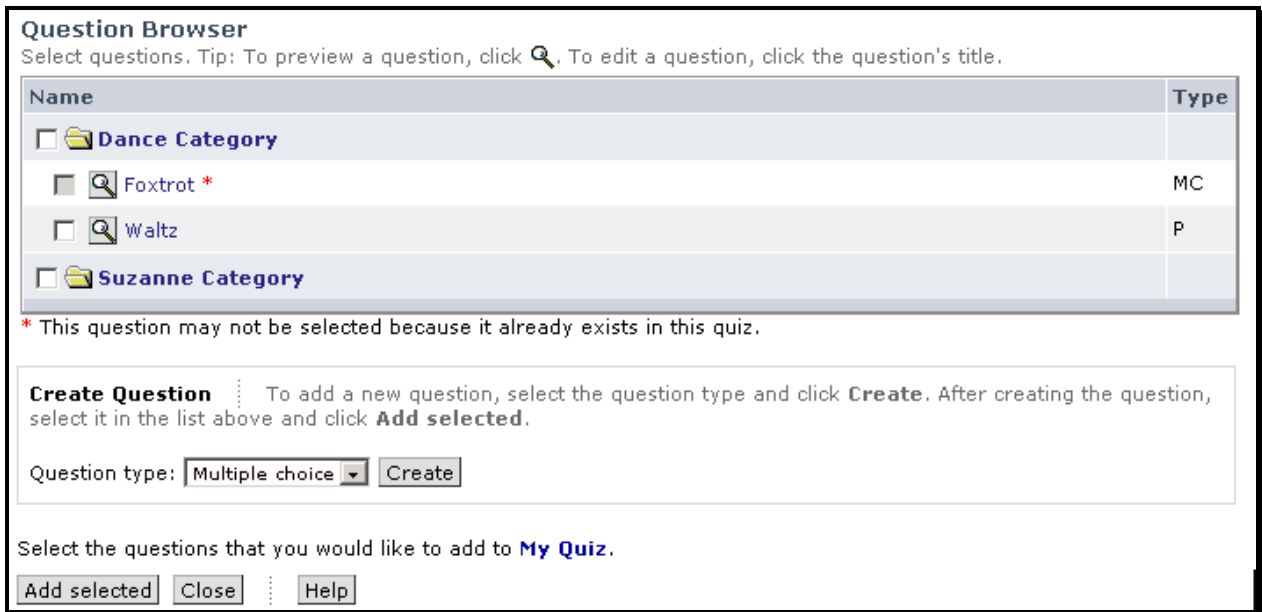 Question Browser
Select questions. Tip: To preview a question, click . To edit a question, click the question's title.
Name Type
Dance Category
Foxtrot * MC
Waltz P
Suzanne Category
* This question may not be selected because it already exists in this quiz.
Create Question To add a new question, select the question type and click Create. After creating the question,
select it in the list above and click Add selected.
Question type: Multiple choice Create
Select the questions that you would like to add to My Quiz.
Add selected Close Help